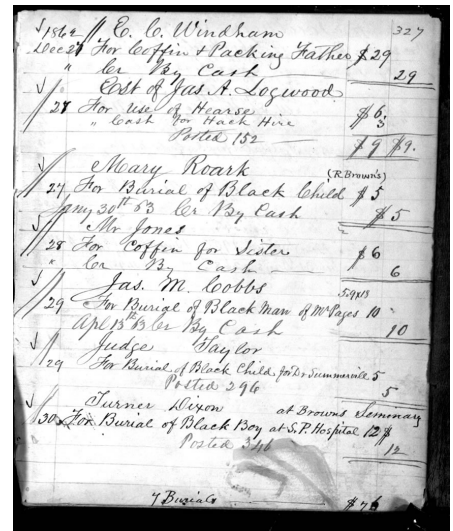 1862 E. C. Windham 327
Dec 27 For Coffin & Packing Father $29
" Cr By Cash 29
Est of Jas A. Logwood
27 For use of Hearse $6.
" Cash for Hack Hire 3
Posted 152 $9 $9.
Mary Roark (R. Brown's)
27 For Burial of Black Child $5
Jany 30th 63 Cr By Cash $5
Mr Jones
28 For Coffin for Sister $6
" Cr By Cash 6
Jas. M. Cobbs 5.9x18
29 For Burial of Black Man of Mr Pages 10 "
Apl 13th 63 Cr By Cash 10
Judge Taylor
29 For Burial of Black Child for Dr. Summerville 5
Posted 296 5
Turner Dixon at Browns Seminary
30 For Burial of Black Boy at S.P. Hospital 12 $
Posted 346 12
7 Burials $76